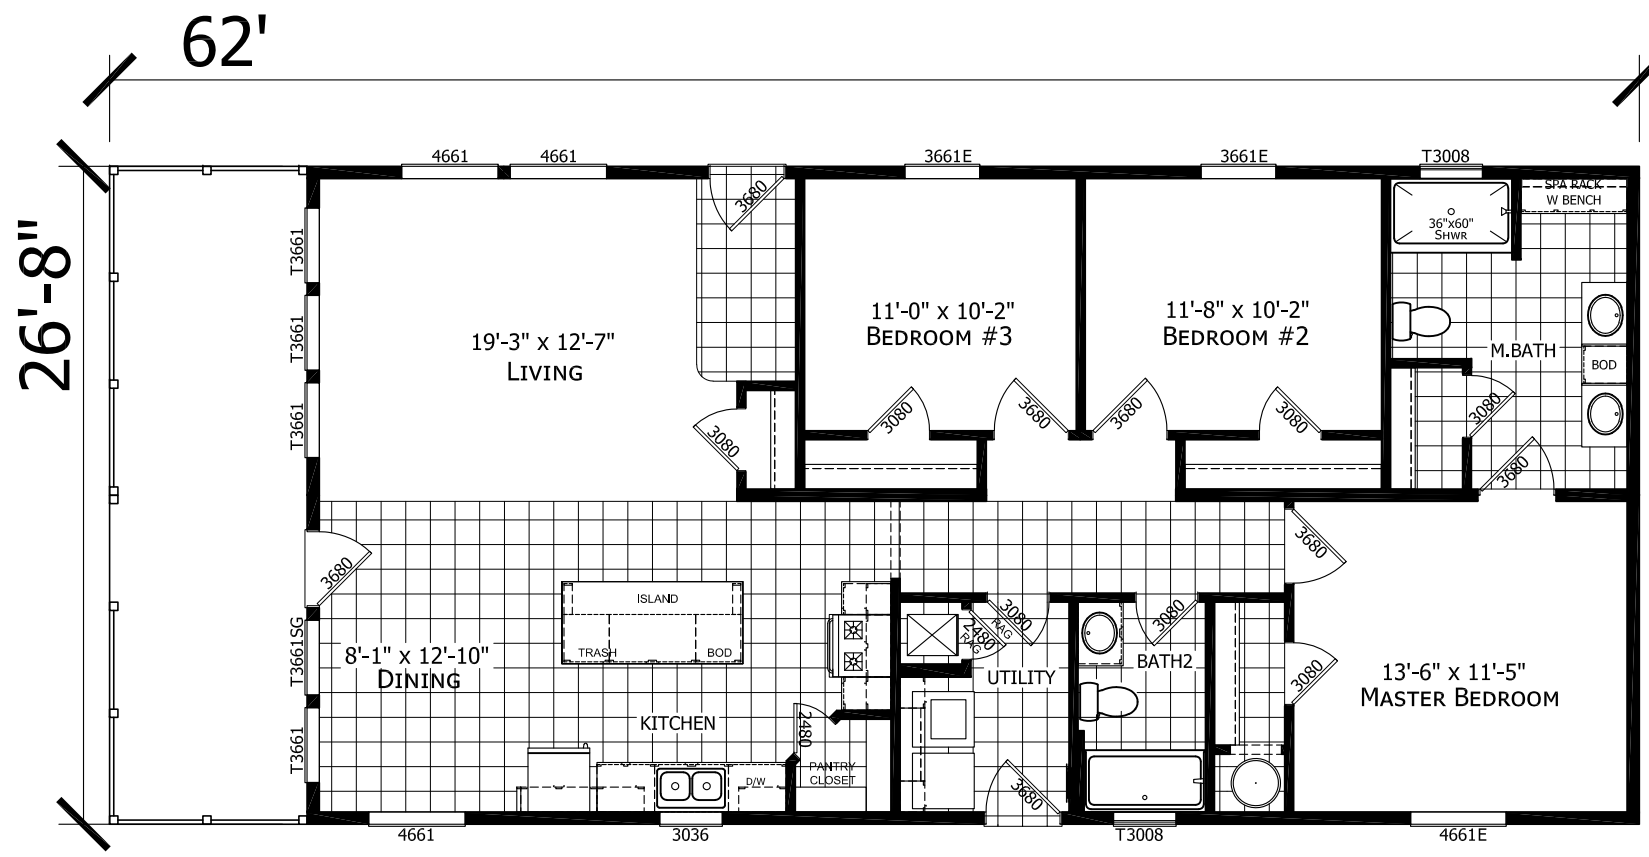 62'
26'-8"
4661
4661
3661E
3661E
T3008
3680
SPA RACK
W BENCH
36"x60"
SHWR
T3661
T3661
T3661
19'-3" x 12'-7"
LIVING
11'-0" x 10'-2"
BEDROOM #3
11'-8" x 10'-2"
BEDROOM #2
M.BATH
BOD
3080
3080
3680
3680
3080
3080
3680
3680
3680
ISLAND
TRASH
BOD
T3661SG
T3661
8'-1" x 12'-10"
DINING
KITCHEN
2480
PANTRY
CLOSET
D/W
3080
RAG
2480
RAG
UTILITY
3680
3080
BATH2
3080
13'-6" x 11'-5"
MASTER BEDROOM
4661
3036
T3008
4661E